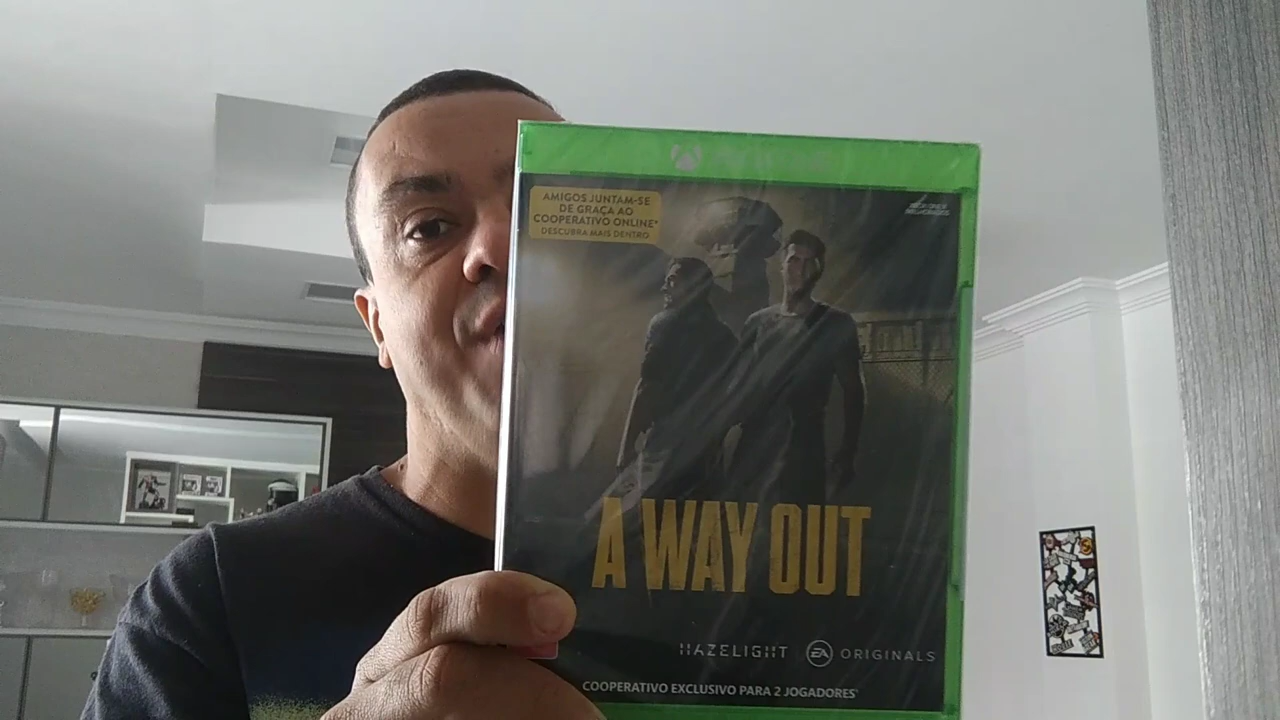 AMIGOS JUNTAM-SE
DE GRAÇA AO
COOPERATIVO ONLINE*
DESCUBRA MAIS DENTRO
A WAY OUT
HAZELIGHT EA ORIGINALS
COOPERATIVO EXCLUSIVO PARA 2 JOGADORES*